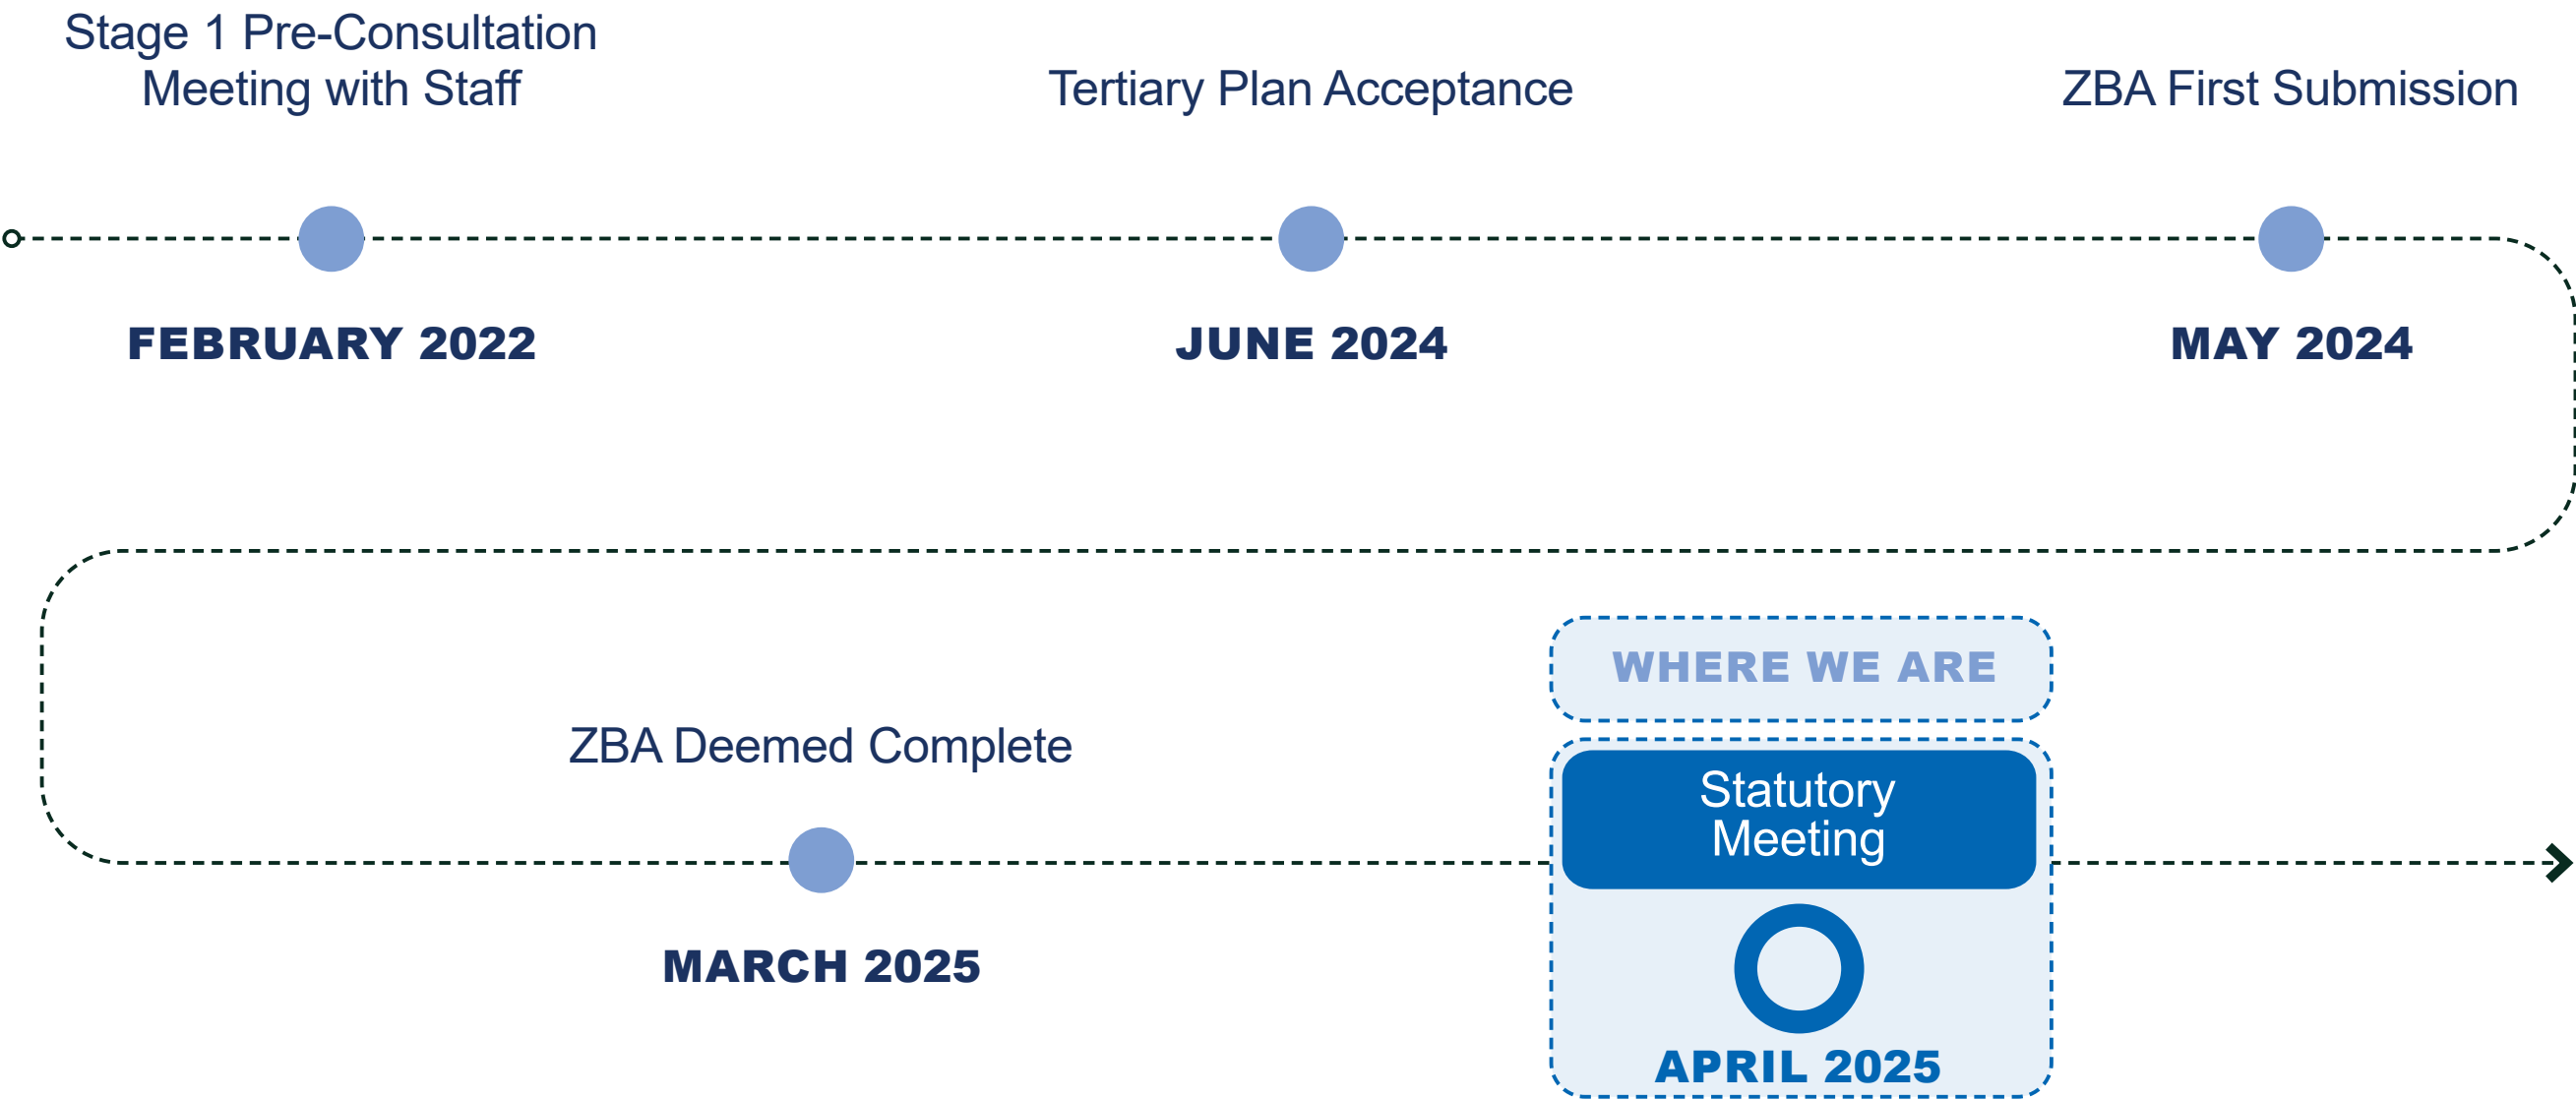 Stage 1 Pre-Consultation
Meeting with Staff
Tertiary Plan Acceptance
ZBA First Submission
FEBRUARY 2022
JUNE 2024
MAY 2024
WHERE WE ARE
ZBA Deemed Complete
Statutory
Meeting
MARCH 2025
APRIL 2025